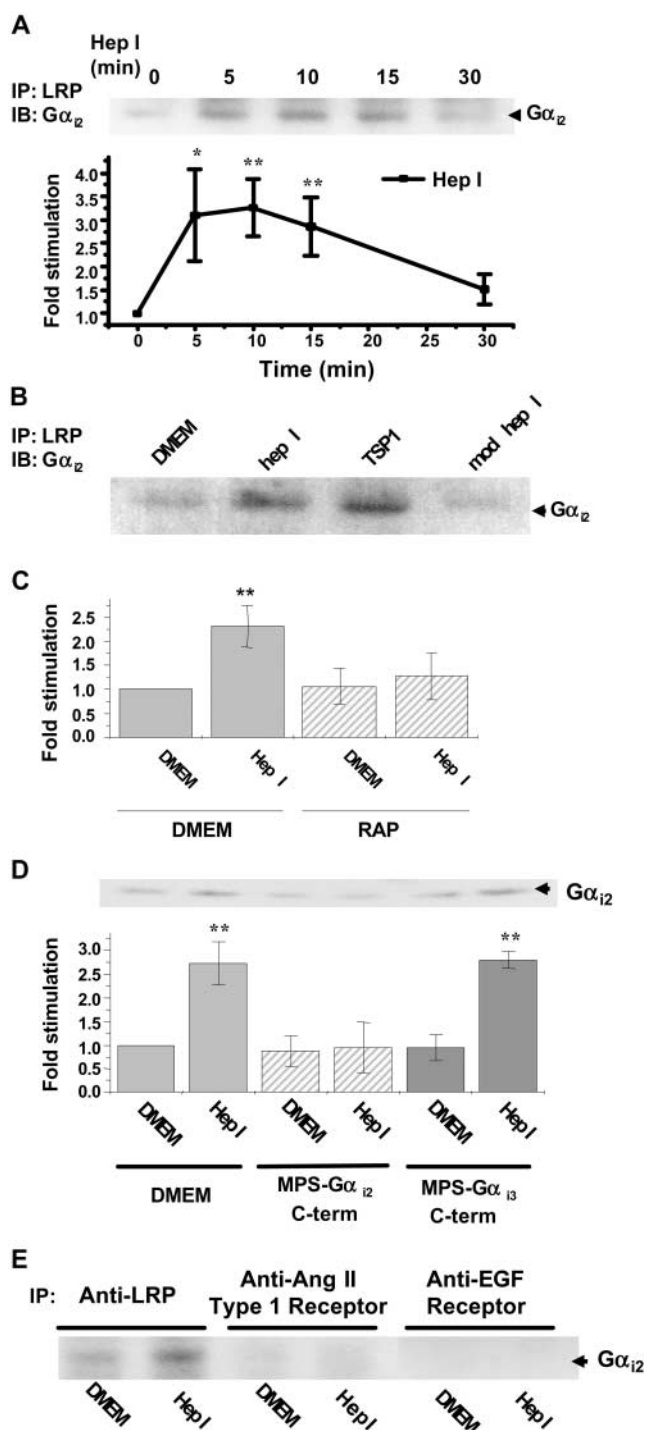 A
Hep I
(min) 0 5 10 15 30
IP: LRP
IB: Gαi2
Gαi2
* ** **
Hep I
4.0
3.5
3.0
2.5
2.0
1.5
1.0
Fold stimulation
0 5 10 15 20 25 30
Time (min)
B
IP: LRP
IB: Gαi2
DMEM hep I TSP1 mod hep I
Gαi2
C
**
2.5
2.0
1.5
1.0
0.5
0.0
Fold stimulation
DMEM Hep I DMEM Hep I
DMEM RAP
D
Gαi2
** **
3.0
2.5
2.0
1.5
1.0
0.5
0.0
Fold stimulation
DMEM Hep I DMEM Hep I DMEM Hep I
DMEM MPS-Gα i2 MPS-Gα i3
C-term C-term
E
Anti-Ang II Anti-EGF
IP: Anti-LRP Type 1 Receptor Receptor
Gαi2
DMEM Hep I DMEM Hep I DMEM Hep I